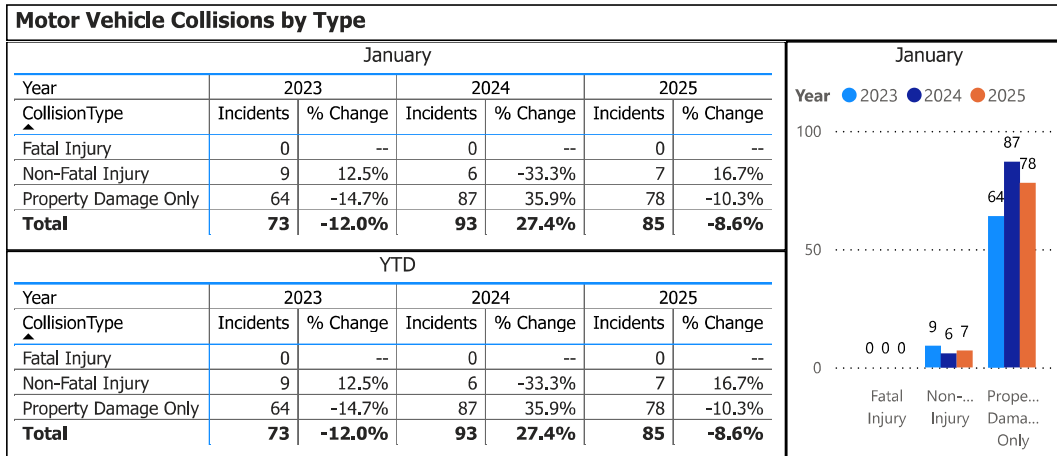 Motor Vehicle Collisions by Type
January
Year 2023 2024 2025
CollisionType Incidents % Change Incidents % Change Incidents % Change
Fatal Injury 0 -- 0 -- 0 --
Non-Fatal Injury 9 12.5% 6 -33.3% 7 16.7%
Property Damage Only 64 -14.7% 87 35.9% 78 -10.3%
Total 73 -12.0% 93 27.4% 85 -8.6%
YTD
Year 2023 2024 2025
CollisionType Incidents % Change Incidents % Change Incidents % Change
Fatal Injury 0 -- 0 -- 0 --
Non-Fatal Injury 9 12.5% 6 -33.3% 7 16.7%
Property Damage Only 64 -14.7% 87 35.9% 78 -10.3%
Total 73 -12.0% 93 27.4% 85 -8.6%
January
Year 2023 2024 2025
100
87
78
64
50
9 6 7
0 0 0
0
Fatal Non-... Prope...
Injury Injury Dama...
Only